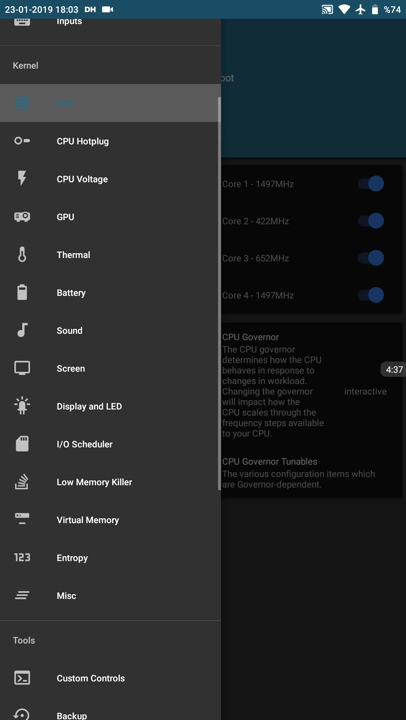 23-01-2019 18:03 DH %74
Inputs
Kernel
CPU Hotplug
CPU Voltage
GPU
Thermal
Battery
Sound
Screen
Display and LED
I/O Scheduler
Low Memory Killer
Virtual Memory
Entropy
123
Misc
Tools
Custom Controls
Backup
oot
Core 1 - 1497MHz
Core 2 - 422MHz
Core 3 - 652MHz
Core 4 - 1497MHz
CPU Governor
The CPU governor
determines how the CPU
behaves in response to
changes in workload.
Changing the governor
will impact how the
CPU scales through the
frequency steps available
to your CPU.
interactive
4:37
CPU Governor Tunables
The various configuration items which
are Governor-dependent.